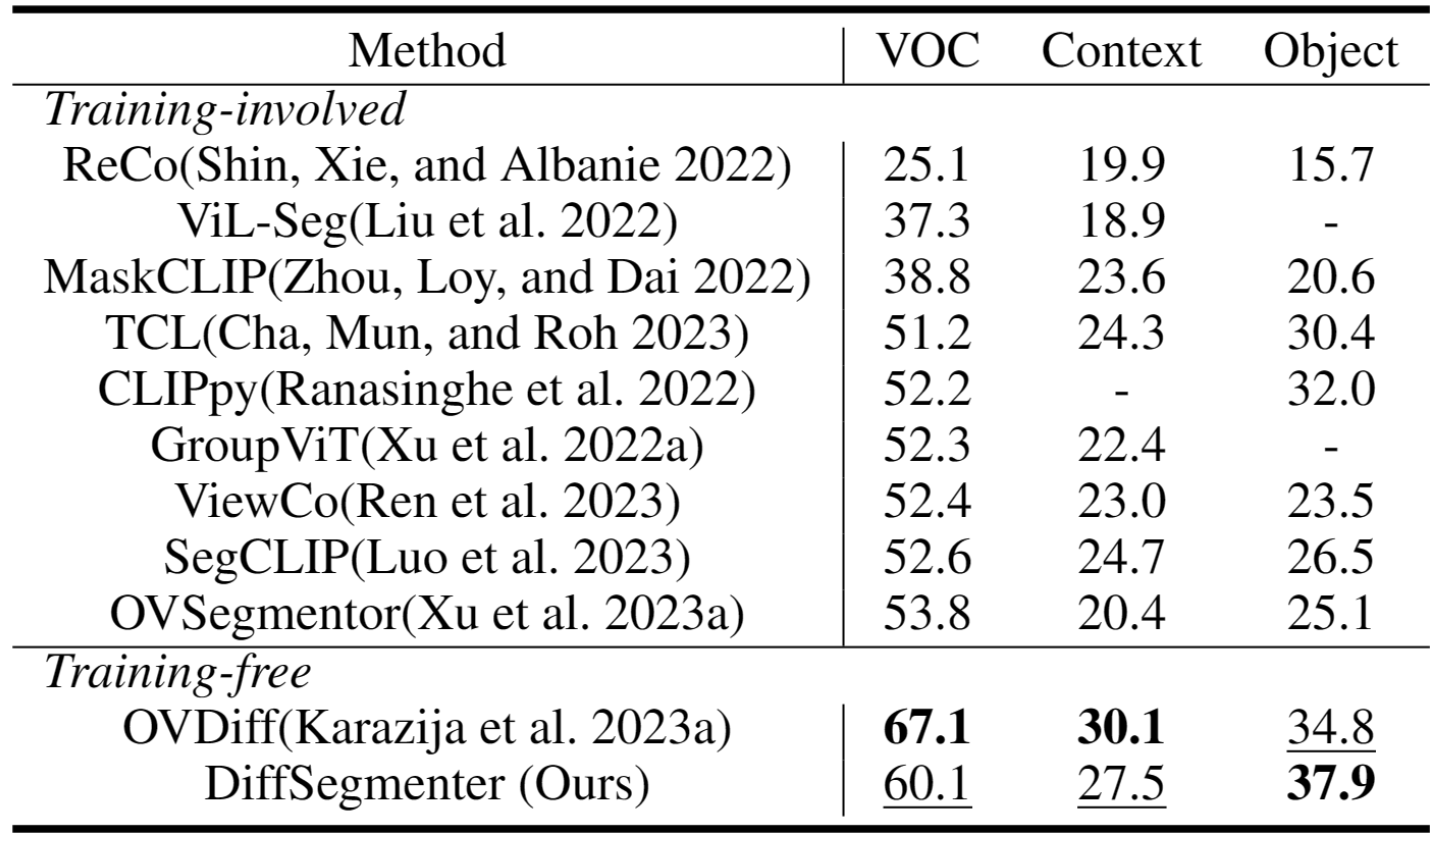 Method VOC Context Object
Training-involved
ReCo(Shin, Xie, and Albanie 2022) 25.1 19.9 15.7
ViL-Seg(Liu et al. 2022) 37.3 18.9 -
MaskCLIP(Zhou, Loy, and Dai 2022) 38.8 23.6 20.6
TCL(Cha, Mun, and Roh 2023) 51.2 24.3 30.4
CLIPpy(Ranasinghe et al. 2022) 52.2 - 32.0
GroupViT(Xu et al. 2022a) 52.3 22.4 -
ViewCo(Ren et al. 2023) 52.4 23.0 23.5
SegCLIP(Luo et al. 2023) 52.6 24.7 26.5
OVSegmentor(Xu et al. 2023a) 53.8 20.4 25.1
Training-free
OVDiff(Karazija et al. 2023a) 67.1 30.1 34.8
DiffSegmenter (Ours) 60.1 27.5 37.9